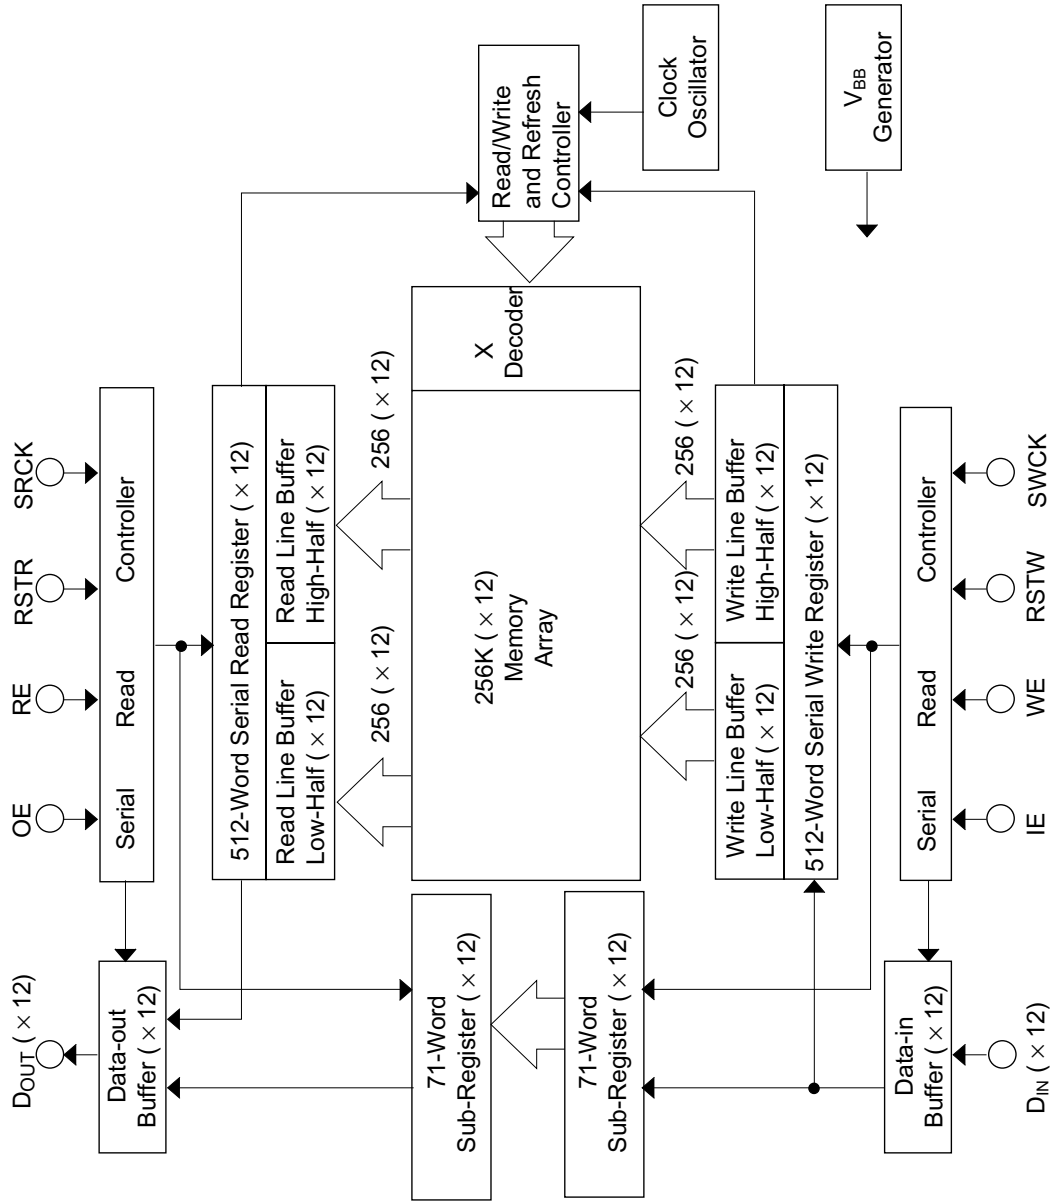 DOUT ( × 12)
OE
RE
RSTR
SRCK
Data-out
Buffer ( × 12)
Serial
Read
Controller
512-Word Serial Read Register ( × 12)
Read Line Buffer
Low-Half ( × 12)
Read Line Buffer
High-Half ( × 12)
256 ( × 12)
256 ( × 12)
71-Word
Sub-Register ( × 12)
256K ( × 12)
Memory
Array
X
Decoder
Read/Write
and Refresh
Controller
71-Word
Sub-Register ( × 12)
256 ( × 12)
256 ( × 12)
Clock
Oscillator
Write Line Buffer
Low-Half ( × 12)
Write Line Buffer
High-Half ( × 12)
512-Word Serial Write Register ( × 12)
VBB
Generator
Data-in
Buffer ( × 12)
Serial
Read
Controller
DIN ( × 12)
IE
WE
RSTW
SWCK